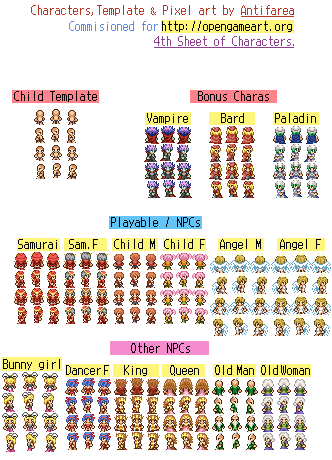 Characters, Template & Pixel art by Antifarea
Commisioned for http://opengameart.org
4th Sheet of Characters.
Child Template
Bonus Charas
Vampire Bard Paladin
Playable / NPCs
Samurai Sam.F Child M Child F Angel M Angel F
Other NPCs
Bunny girl DancerF King Queen Old Man Old Woman